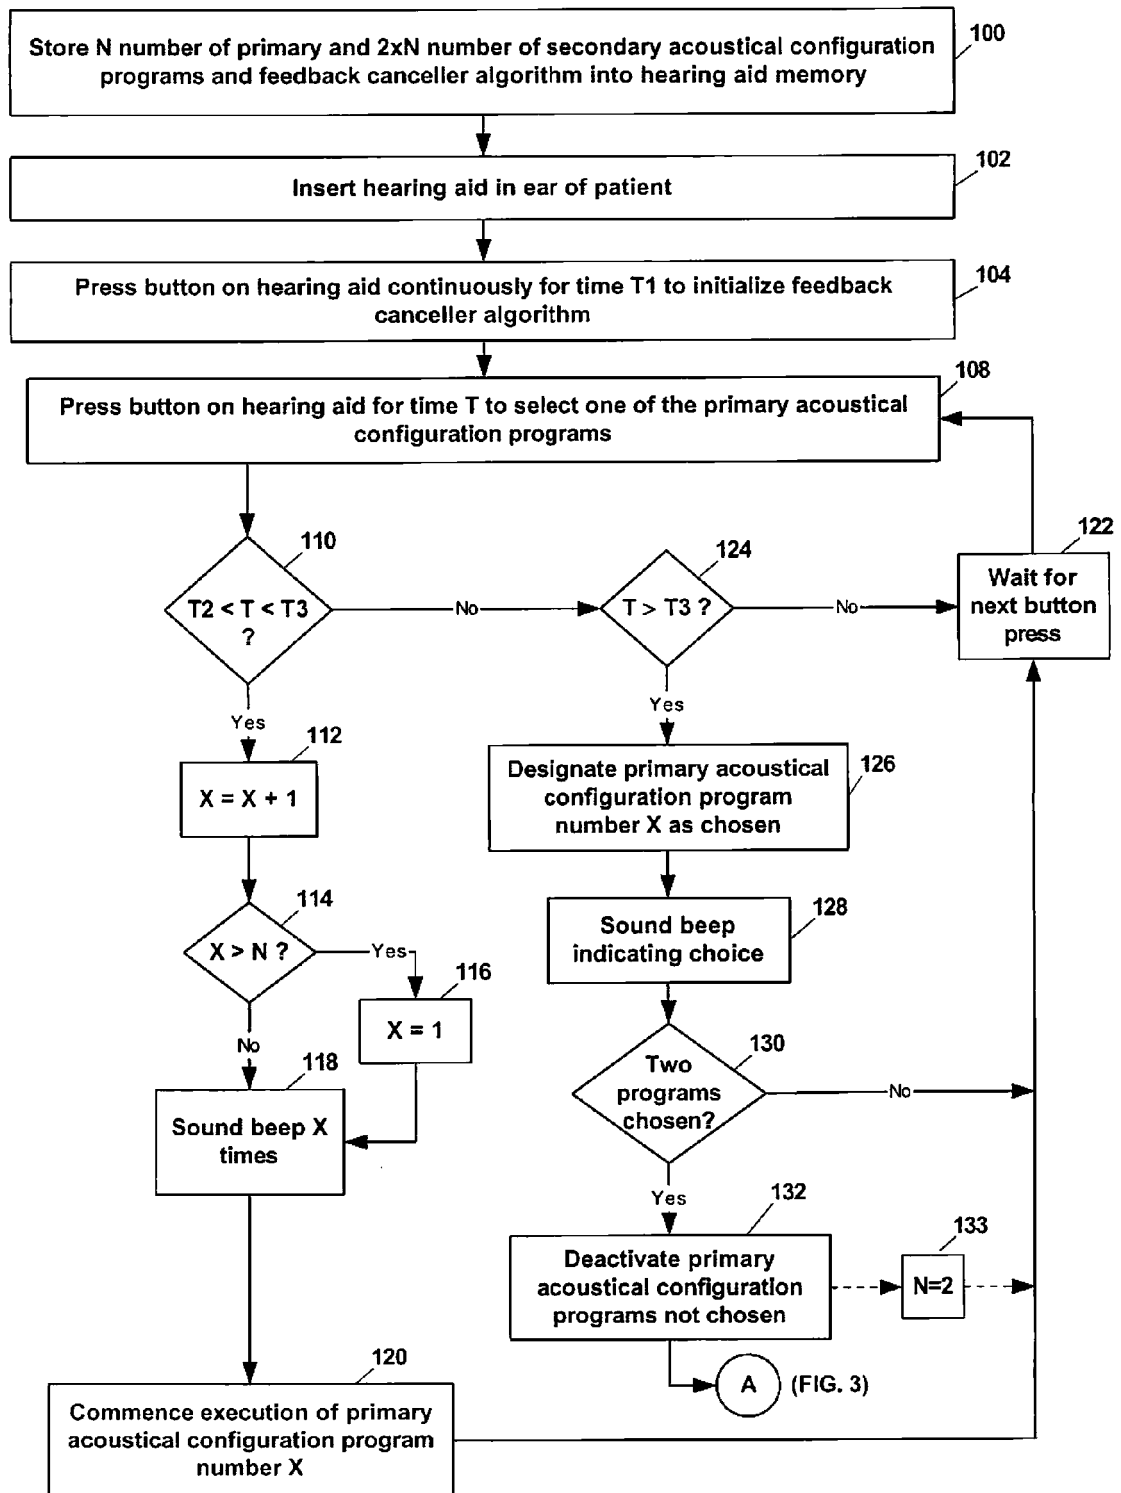 Store N number of primary and 2xN number of secondary acoustical configuration
programs and feedback canceller algorithm into hearing aid memory
100
Insert hearing aid in ear of patient
102
Press button on hearing aid continuously for time T1 to initialize feedback
canceller algorithm
104
Press button on hearing aid for time T to select one of the primary acoustical
configuration programs
108
T2 < T < T3
?
110
No
T > T3 ?
124
No
Wait for
next button
press
122
Yes
X = X + 1
112
Yes
Designate primary acoustical
configuration program
number X as chosen
126
X > N ?
114
Yes
X = 1
116
No
Sound beep X
times
118
Sound beep
indicating choice
128
Two
programs
chosen?
130
No
Yes
Deactivate primary
acoustical configuration
programs not chosen
132
N=2
133
A
(FIG. 3)
Commence execution of primary
acoustical configuration program
number X
120